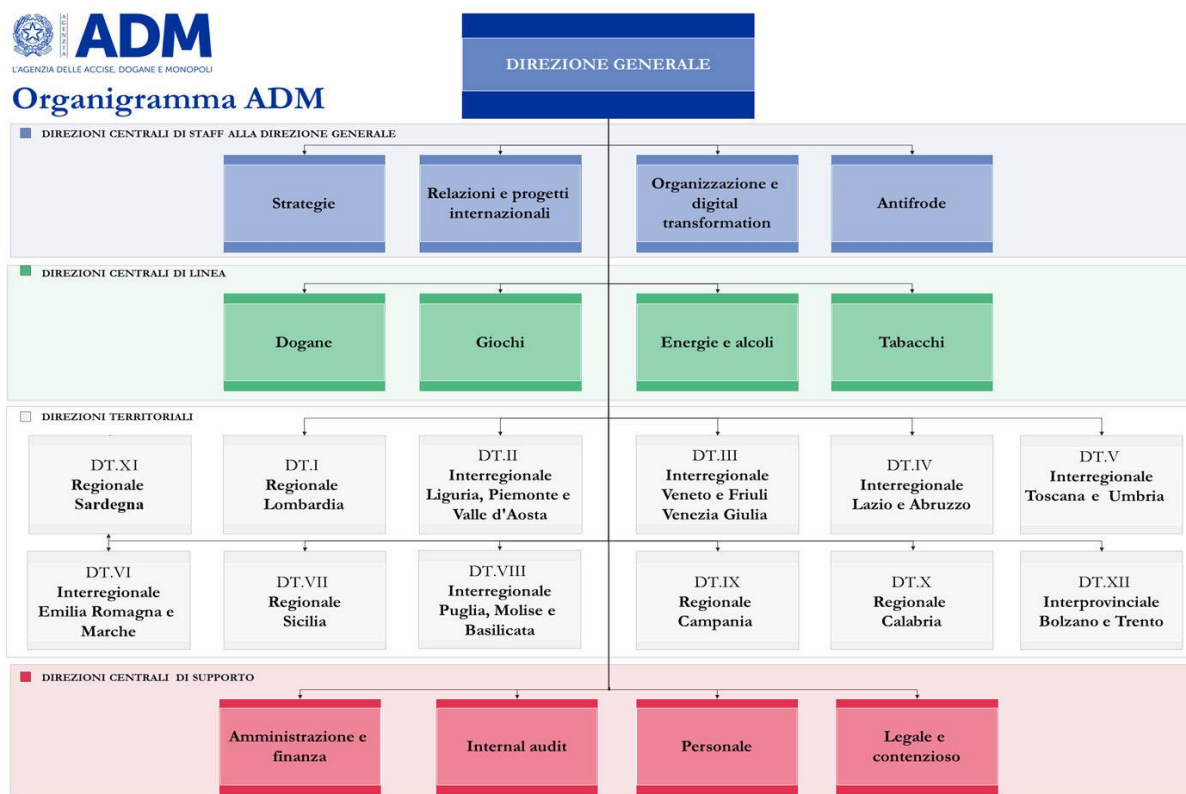 AGENZIA
ADM
L'AGENZIA DELLE ACCISE, DOGANE E MONOPOLI
Organigramma ADM
DIREZIONE GENERALE
DIREZIONI CENTRALI DI STAFF ALLA DIREZIONE GENERALE
Strategie
Relazioni e progetti
internazionali
Organizzazione e
digital
transformation
Antifrode
DIREZIONI CENTRALI DI LINEA
Dogane
Giochi
Energie e alcoli
Tabacchi
DIREZIONI TERRITORIALI
DT.XI
Regionale
Sardegna
DT.I
Regionale
Lombardia
DT.II
Interregionale
Liguria, Piemonte e
Valle d'Aosta
DT.III
Interregionale
Veneto e Friuli
Venezia Giulia
DT.IV
Interregionale
Lazio e Abruzzo
DT.V
Interregionale
Toscana e Umbria
DT.VI
Interregionale
Emilia Romagna e
Marche
DT.VII
Regionale
Sicilia
DT.VIII
Interregionale
Puglia, Molise e
Basilicata
DT.IX
Regionale
Campania
DT.X
Regionale
Calabria
DT.XII
Interprovinciale
Bolzano e Trento
DIREZIONI CENTRALI DI SUPPORTO
Amministrazione e
finanza
Internal audit
Personale
Legale e
contenzioso